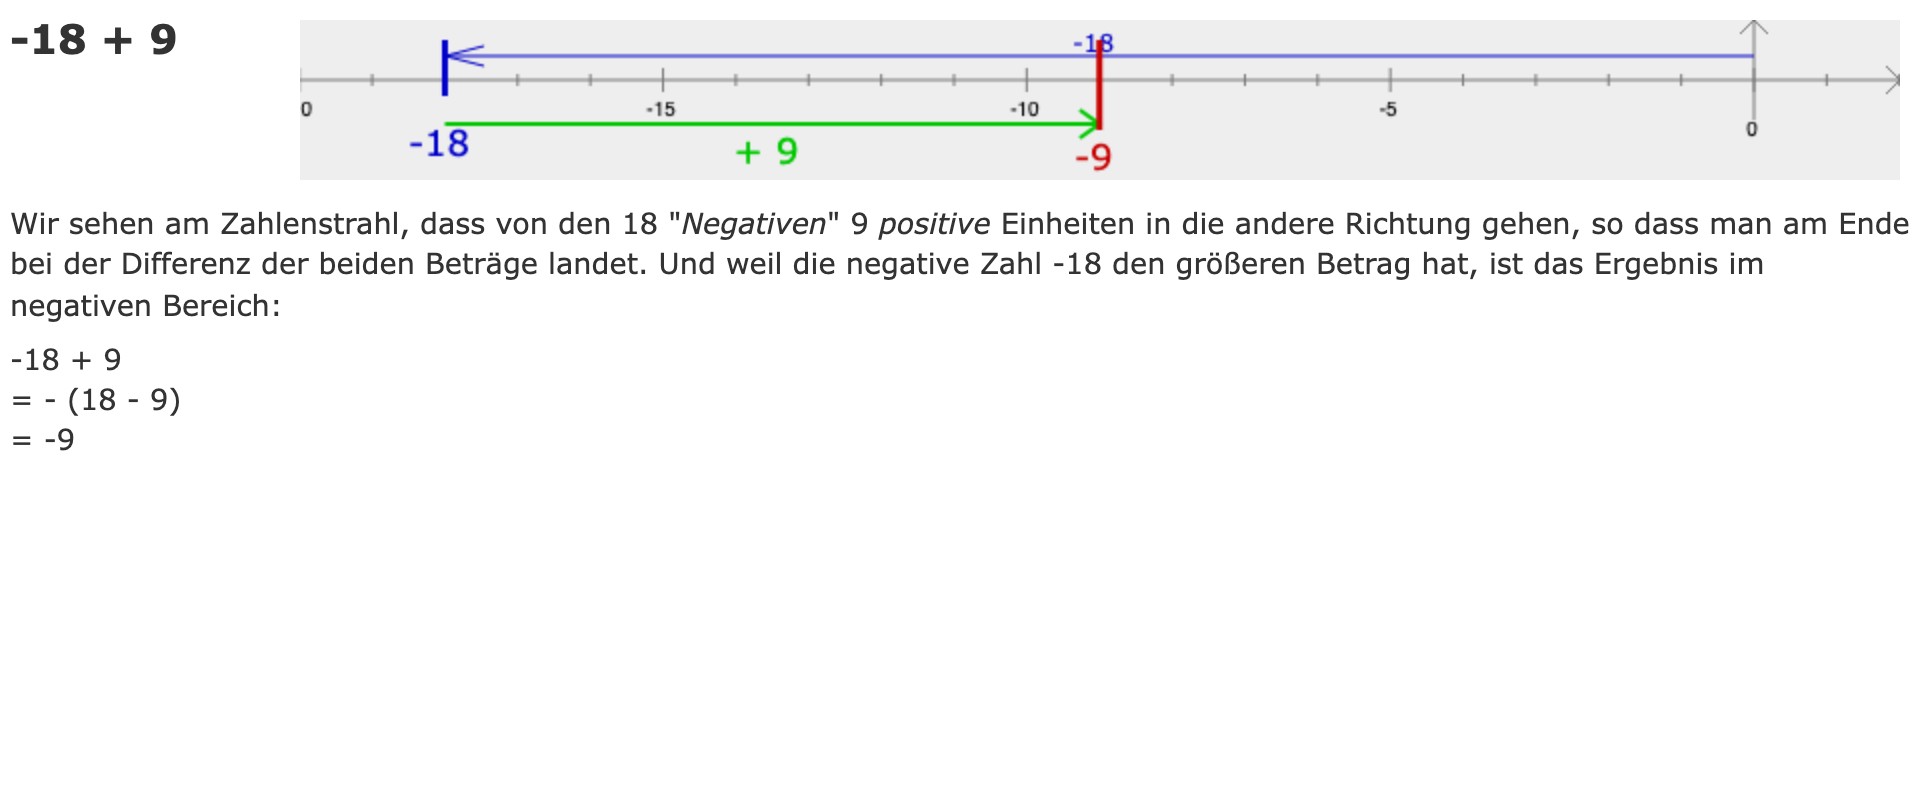 -18 + 9
-18
0 -15 -10 -5 0
-18 + 9 -9
Wir sehen am Zahlenstrahl, dass von den 18 "Negativen" 9 positive Einheiten in die andere Richtung gehen, so dass man am Ende
bei der Differenz der beiden Beträge landet. Und weil die negative Zahl -18 den größeren Betrag hat, ist das Ergebnis im
negativen Bereich:
-18 + 9
= - (18 - 9)
= -9